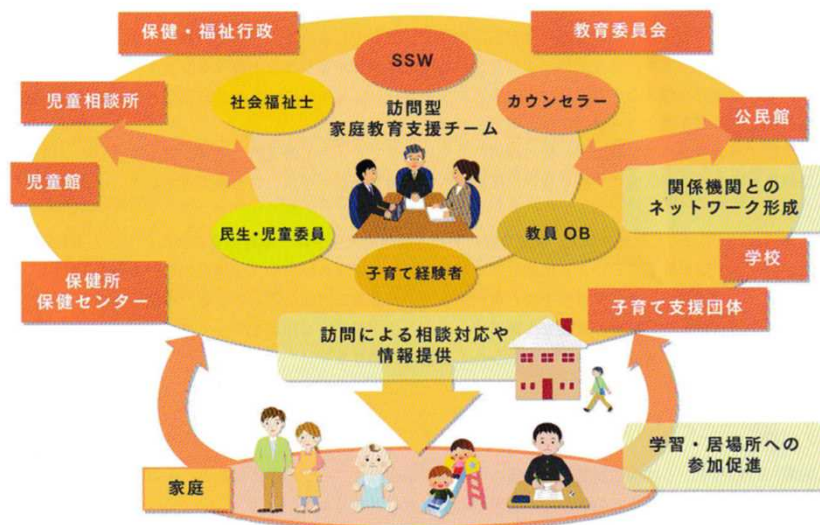 保健・福祉行政
教育委員会
SSW
社会福祉士
カウンセラー
児童相談所
訪問型
家庭教育支援チーム
公民館
児童館
関係機関との
ネットワーク形成
民生・児童委員
教員 OB
子育て経験者
学校
保健所
保健センター
子育て支援団体
訪問による相談対応や
情報提供
学習・居場所への
参加促進
家庭